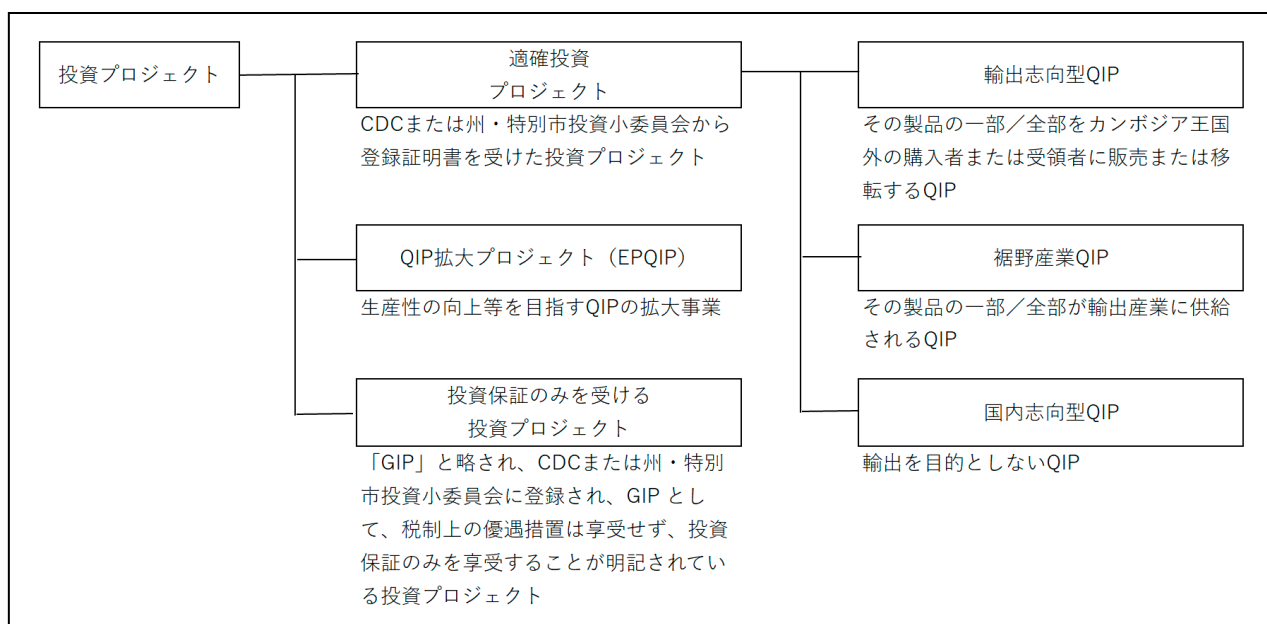 投資プロジェクト
適確投資
プロジェクト
CDCまたは州・特別市投資小委員会から
登録証明書を受けた投資プロジェクト
QIP拡大プロジェクト（EPQIP）
生産性の向上等を目指すQIPの拡大事業
投資保証のみを受ける
投資プロジェクト
「GIP」と略され、CDCまたは州・特別
市投資小委員会に登録され、GIP とし
て、税制上の優遇措置は享受せず、投資
保証のみを享受することが明記されてい
る投資プロジェクト
輸出志向型QIP
その製品の一部／全部をカンボジア王国
外の購入者または受領者に販売または移
転するQIP
裾野産業QIP
その製品の一部／全部が輸出産業に供給
されるQIP
国内志向型QIP
輸出を目的としないQIP